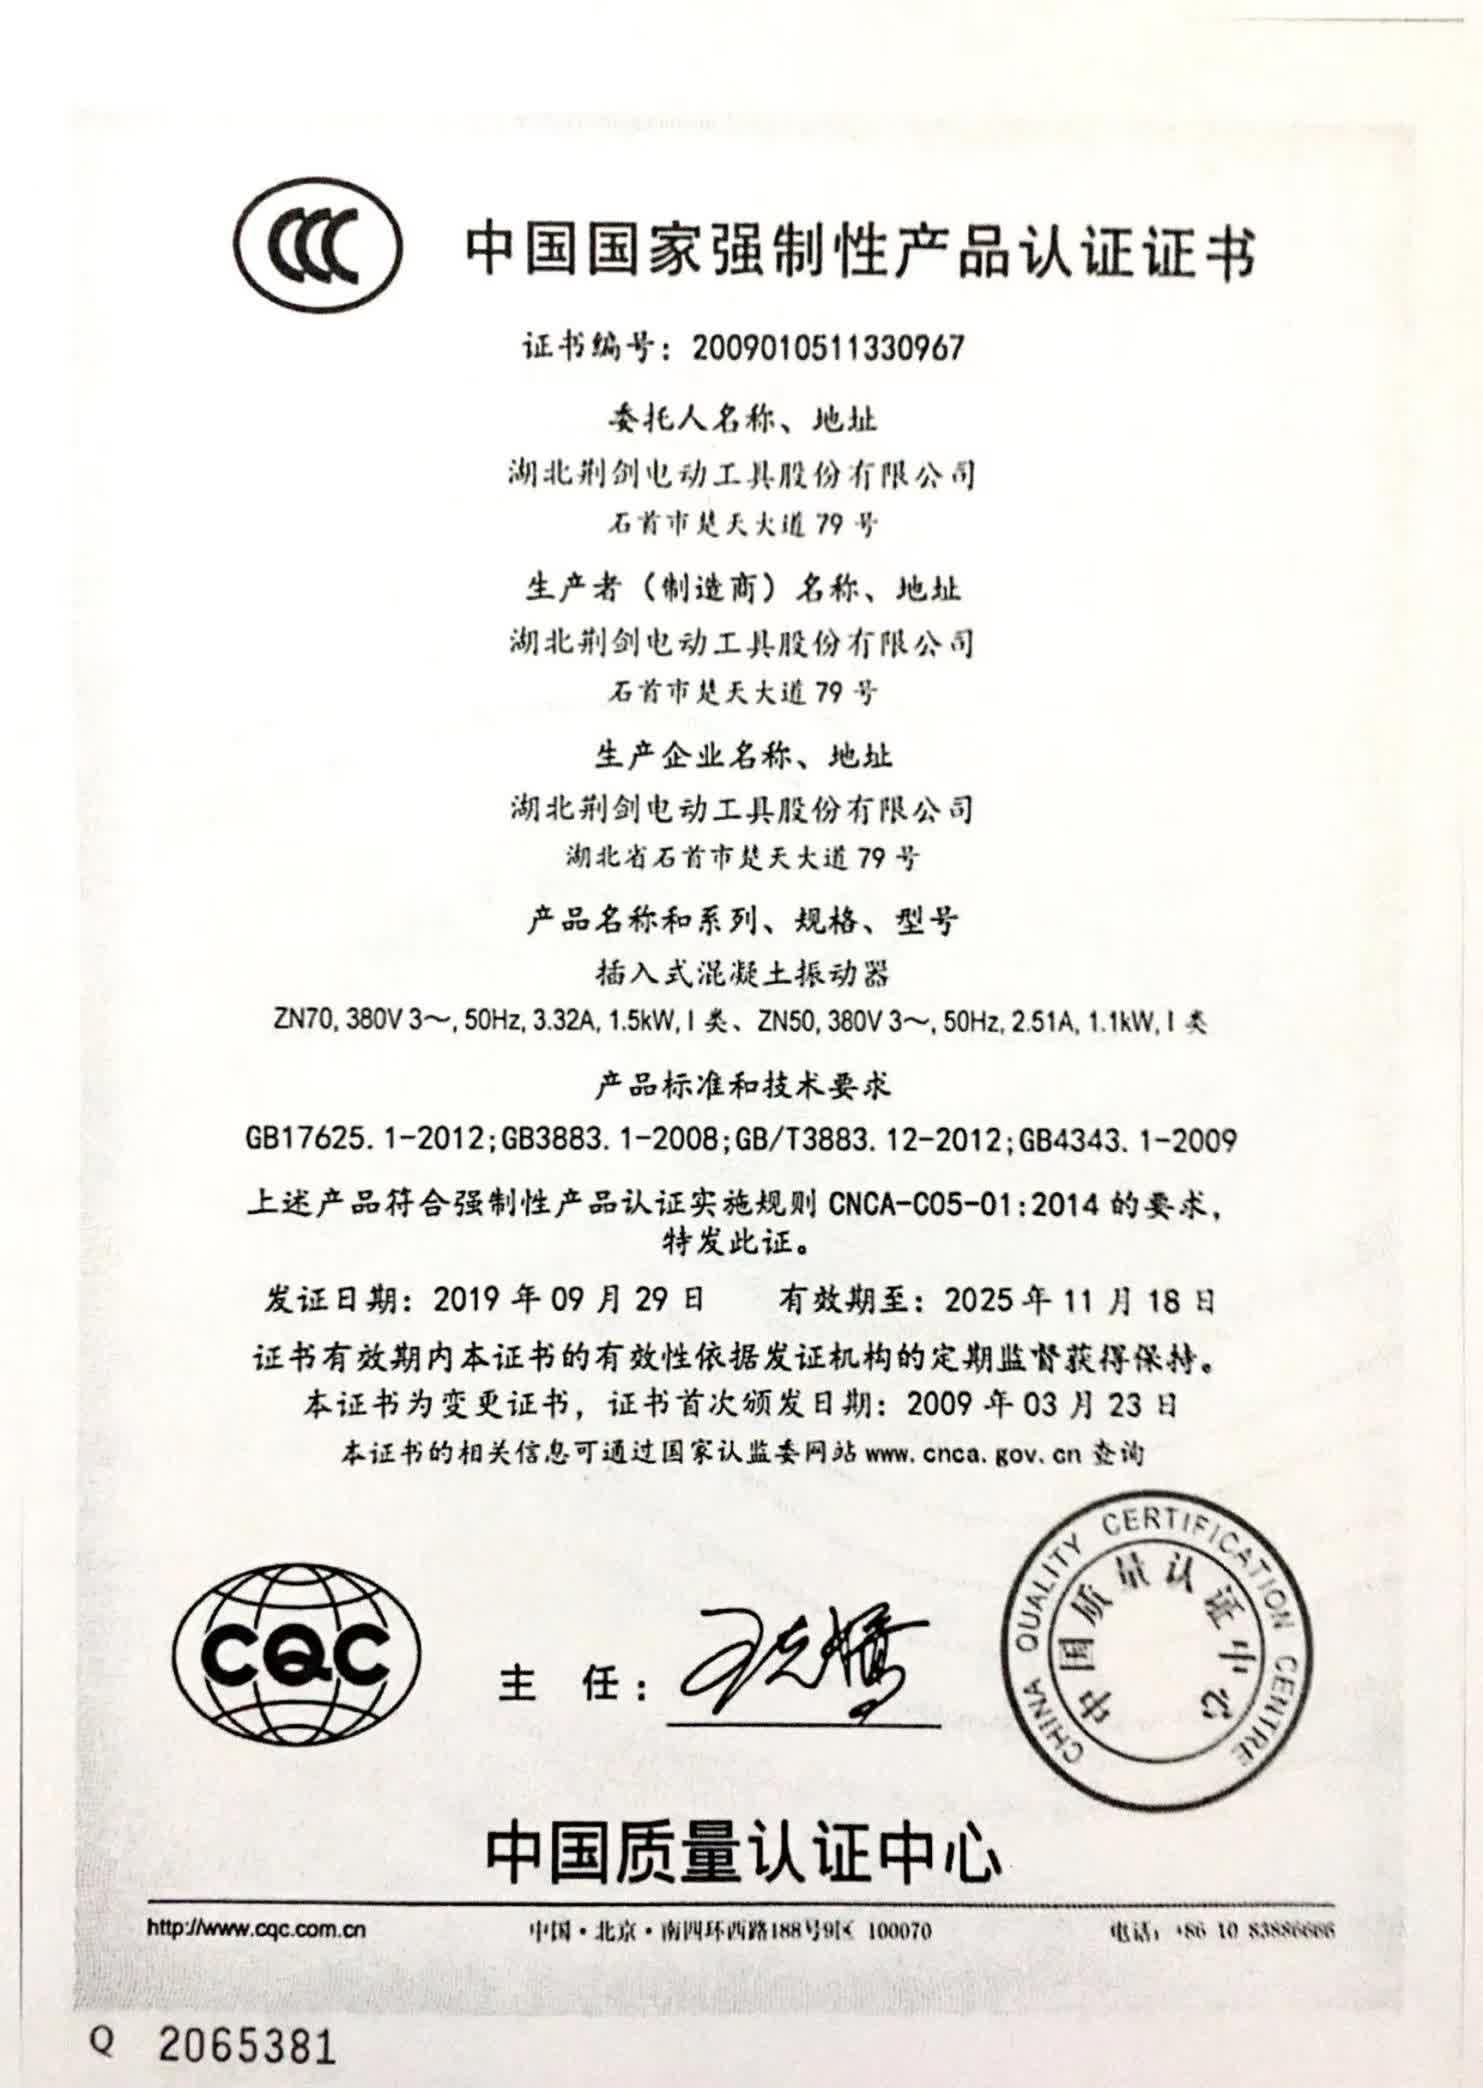 CCC
中国国家强制性产品认证证书
证书编号：2009010511330967
委托人名称、地址
湖北荆剑电动工具股份有限公司
石首市楚天大道 79 号
生产者（制造商）名称、地址
湖北荆剑电动工具股份有限公司
石首市楚天大道 79 号
生产企业名称、地址
湖北荆剑电动工具股份有限公司
湖北省石首市楚天大道 79 号
产品名称和系列、规格、型号
插入式混凝土振动器
ZN70, 380V 3～, 50Hz, 3.32A, 1.5kW, I 类、ZN50, 380V 3～, 50Hz, 2.51A, 1.1kW, I 类
产品标准和技术要求
GB17625.1-2012;GB3883.1-2008;GB/T3883.12-2012;GB4343.1-2009
上述产品符合强制性产品认证实施规则 CNCA-C05-01:2014 的要求，
特发此证。
发证日期：2019 年 09 月 29 日 有效期至：2025 年 11 月 18 日
证书有效期内本证书的有效性依据发证机构的定期监督获得保持。
本证书为变更证书，证书首次颁发日期：2009 年 03 月 23 日
本证书的相关信息可通过国家认监委网站 www.cnca.gov.cn 查询
CQC
主 任：
CHINA QUALITY CERTIFICATION CENTRE
中国质量认证中心
中国质量认证中心
http://www.cqc.com.cn 中国·北京·南四环西路188号9区 100070 电话：+86 10 83886666
Q 2065381